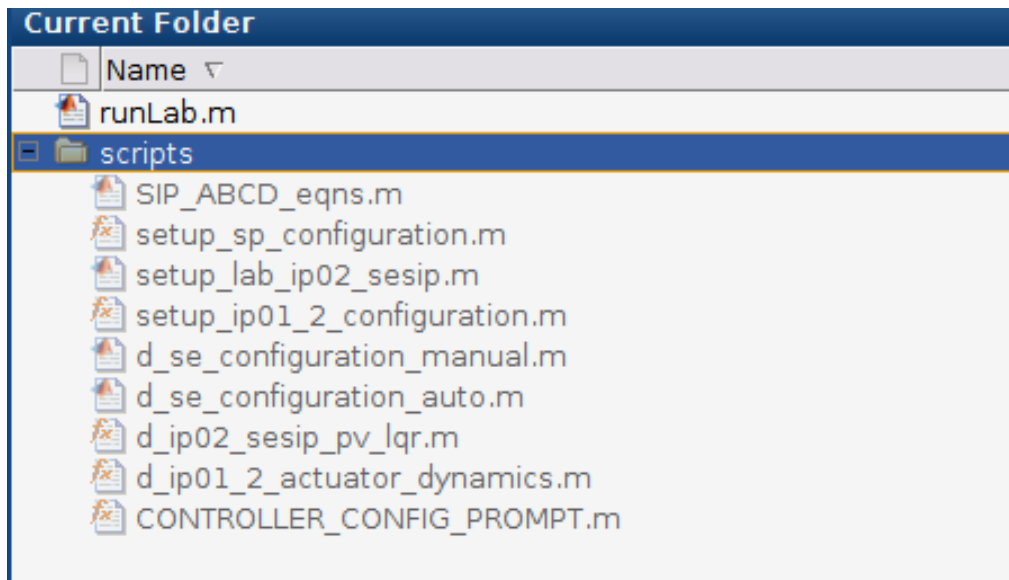 Current Folder
Name
runLab.m
scripts
SIP_ABCD_eqns.m
setup_sp_configuration.m
setup_lab_ip02_sesip.m
setup_ip01_2_configuration.m
d_se_configuration_manual.m
d_se_configuration_auto.m
d_ip02_sesip_pv_lqr.m
d_ip01_2_actuator_dynamics.m
CONTROLLER_CONFIG_PROMPT.m